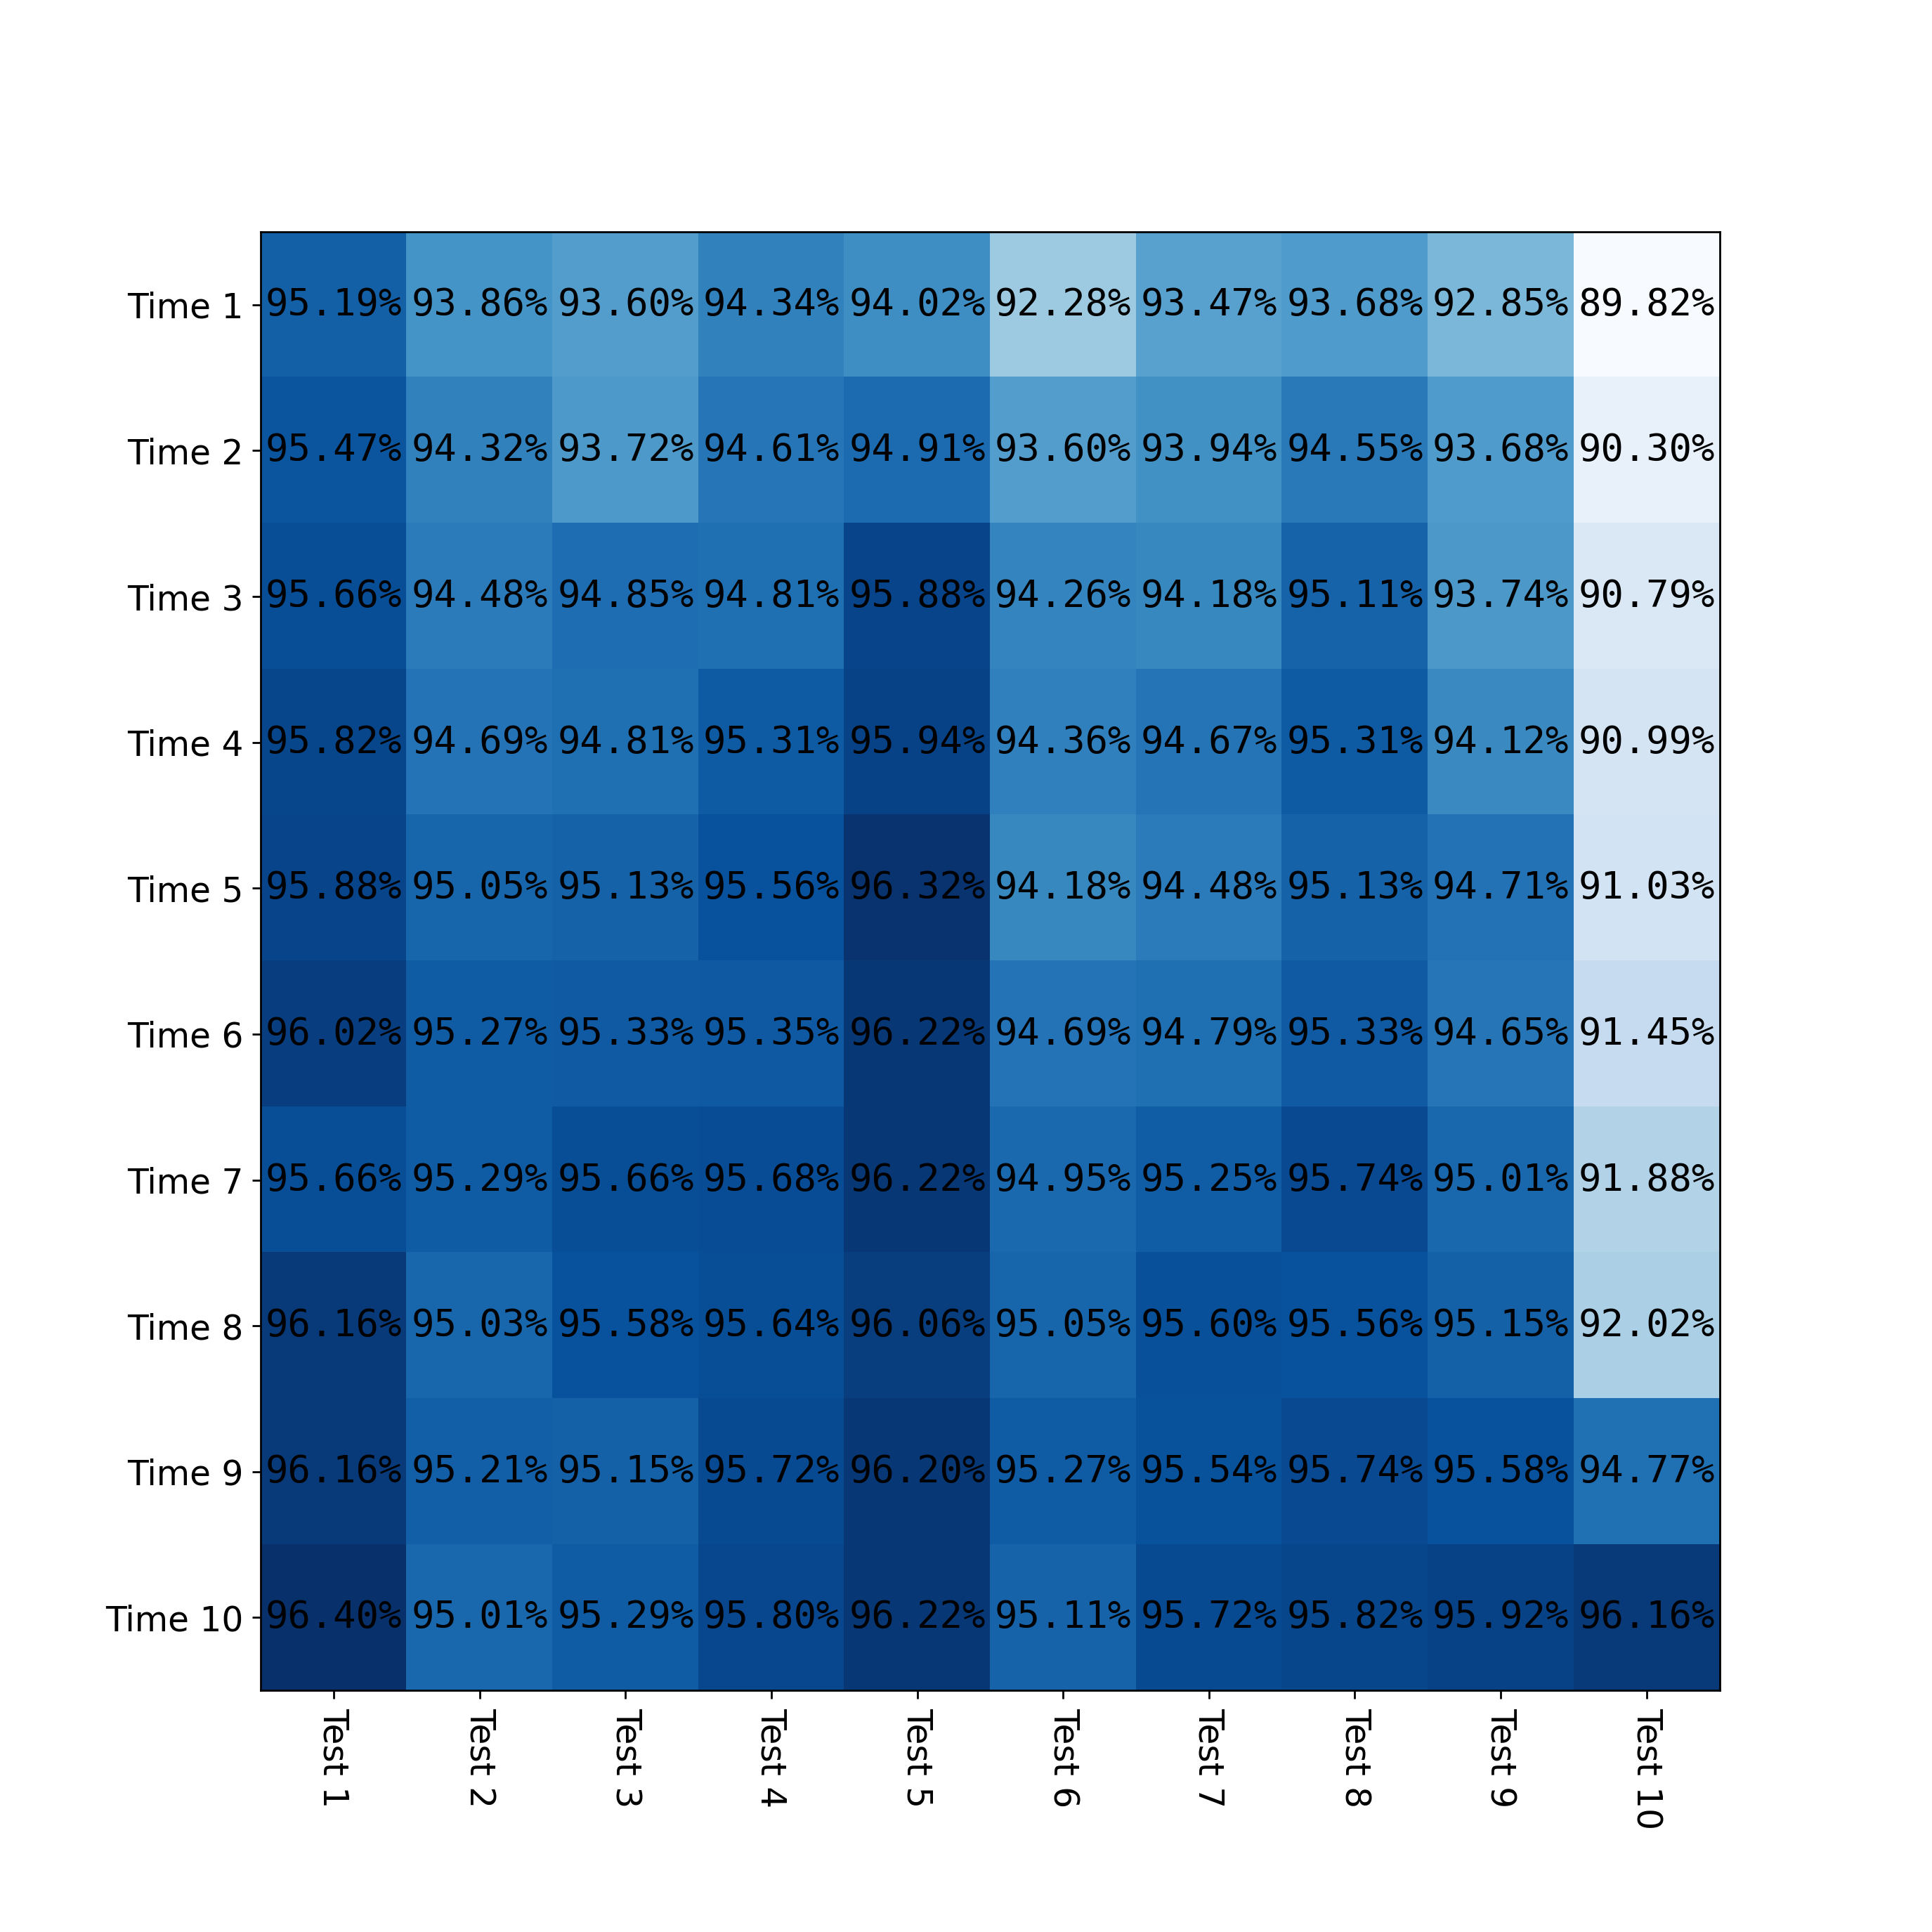 Time 1 95.19% 93.86% 93.60% 94.34% 94.02% 92.28% 93.47% 93.68% 92.85% 89.82%
Time 2 95.47% 94.32% 93.72% 94.61% 94.91% 93.60% 93.94% 94.55% 93.68% 90.30%
Time 3 95.66% 94.48% 94.85% 94.81% 95.88% 94.26% 94.18% 95.11% 93.74% 90.79%
Time 4 95.82% 94.69% 94.81% 95.31% 95.94% 94.36% 94.67% 95.31% 94.12% 90.99%
Time 5 95.88% 95.05% 95.13% 95.56% 96.32% 94.18% 94.48% 95.13% 94.71% 91.03%
Time 6 96.02% 95.27% 95.33% 95.35% 96.22% 94.69% 94.79% 95.33% 94.65% 91.45%
Time 7 95.66% 95.29% 95.66% 95.68% 96.22% 94.95% 95.25% 95.74% 95.01% 91.88%
Time 8 96.16% 95.03% 95.58% 95.64% 96.06% 95.05% 95.60% 95.56% 95.15% 92.02%
Time 9 96.16% 95.21% 95.15% 95.72% 96.20% 95.27% 95.54% 95.74% 95.58% 94.77%
Time 10 96.40% 95.01% 95.29% 95.80% 96.22% 95.11% 95.72% 95.82% 95.92% 96.16%
Test 1 Test 2 Test 3 Test 4 Test 5 Test 6 Test 7 Test 8 Test 9 Test 10